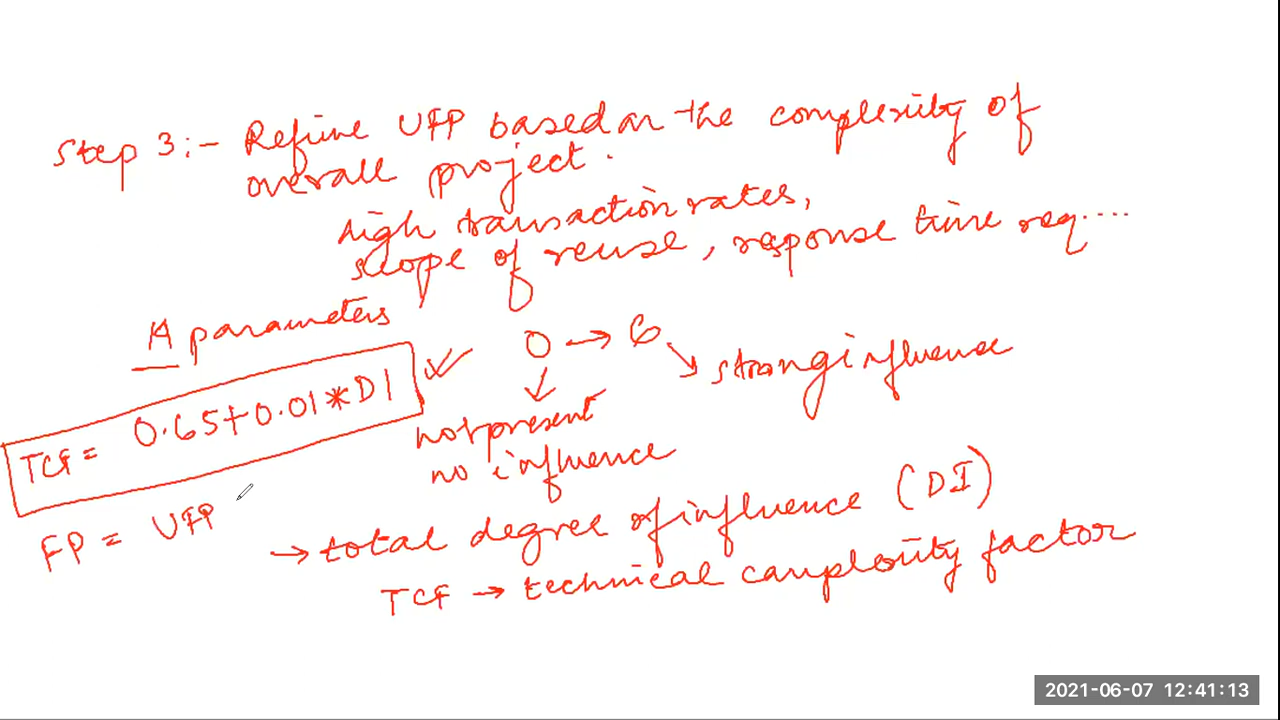 Step 3:- Refine UFP based on the complexity of
overall project.
high transaction rates,
scope of reuse, response time req....
14 parameters
0 → 6
strong influence
TCF = 0.65+0.01*DI
not present
no influence
FP = UFP
→ total degree of influence (DI)
TCF → technical complexity factor
2021-06-07 12:41:13